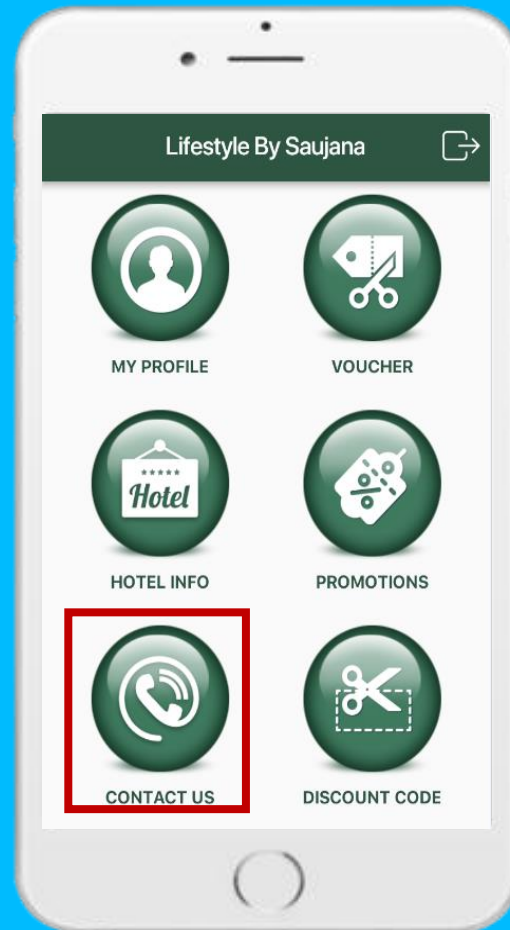 Lifestyle By Saujana
MY PROFILE
VOUCHER
Hotel
HOTEL INFO
PROMOTIONS
CONTACT US
DISCOUNT CODE